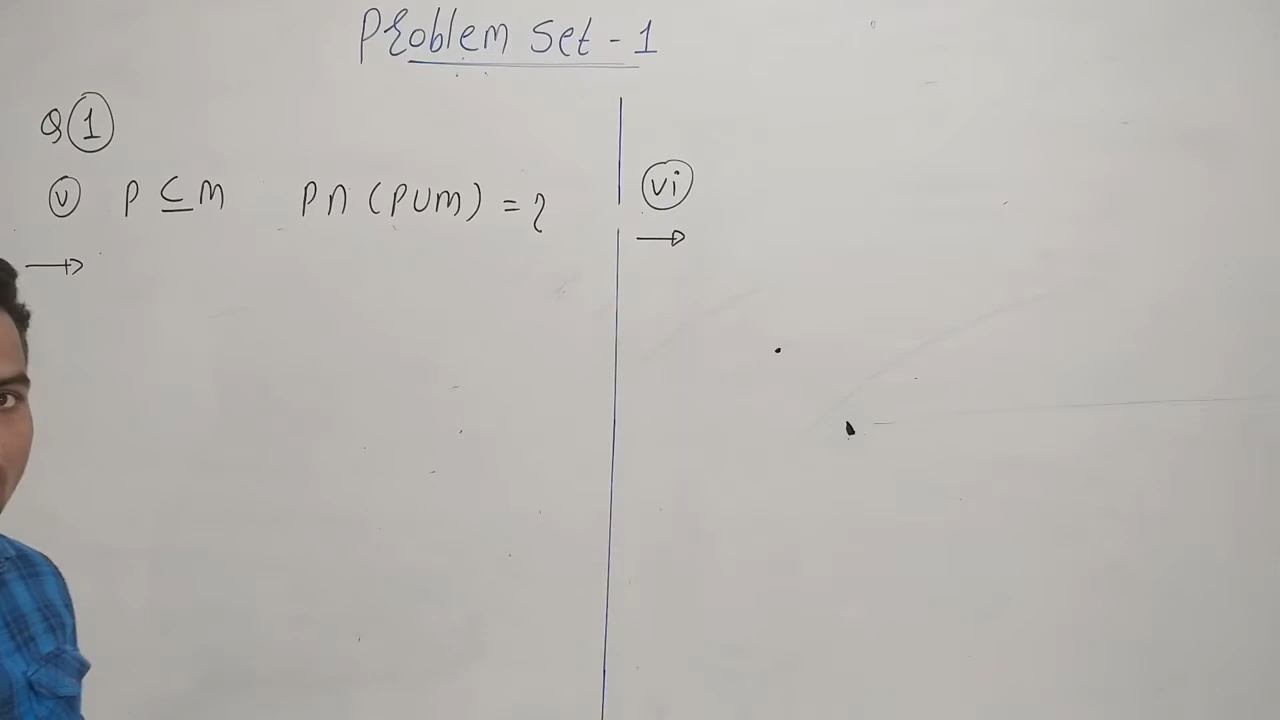 Problem Set - 1
Q 1
v P ⊆ M P ∩ (P ∪ M) = ?
→
vi
→